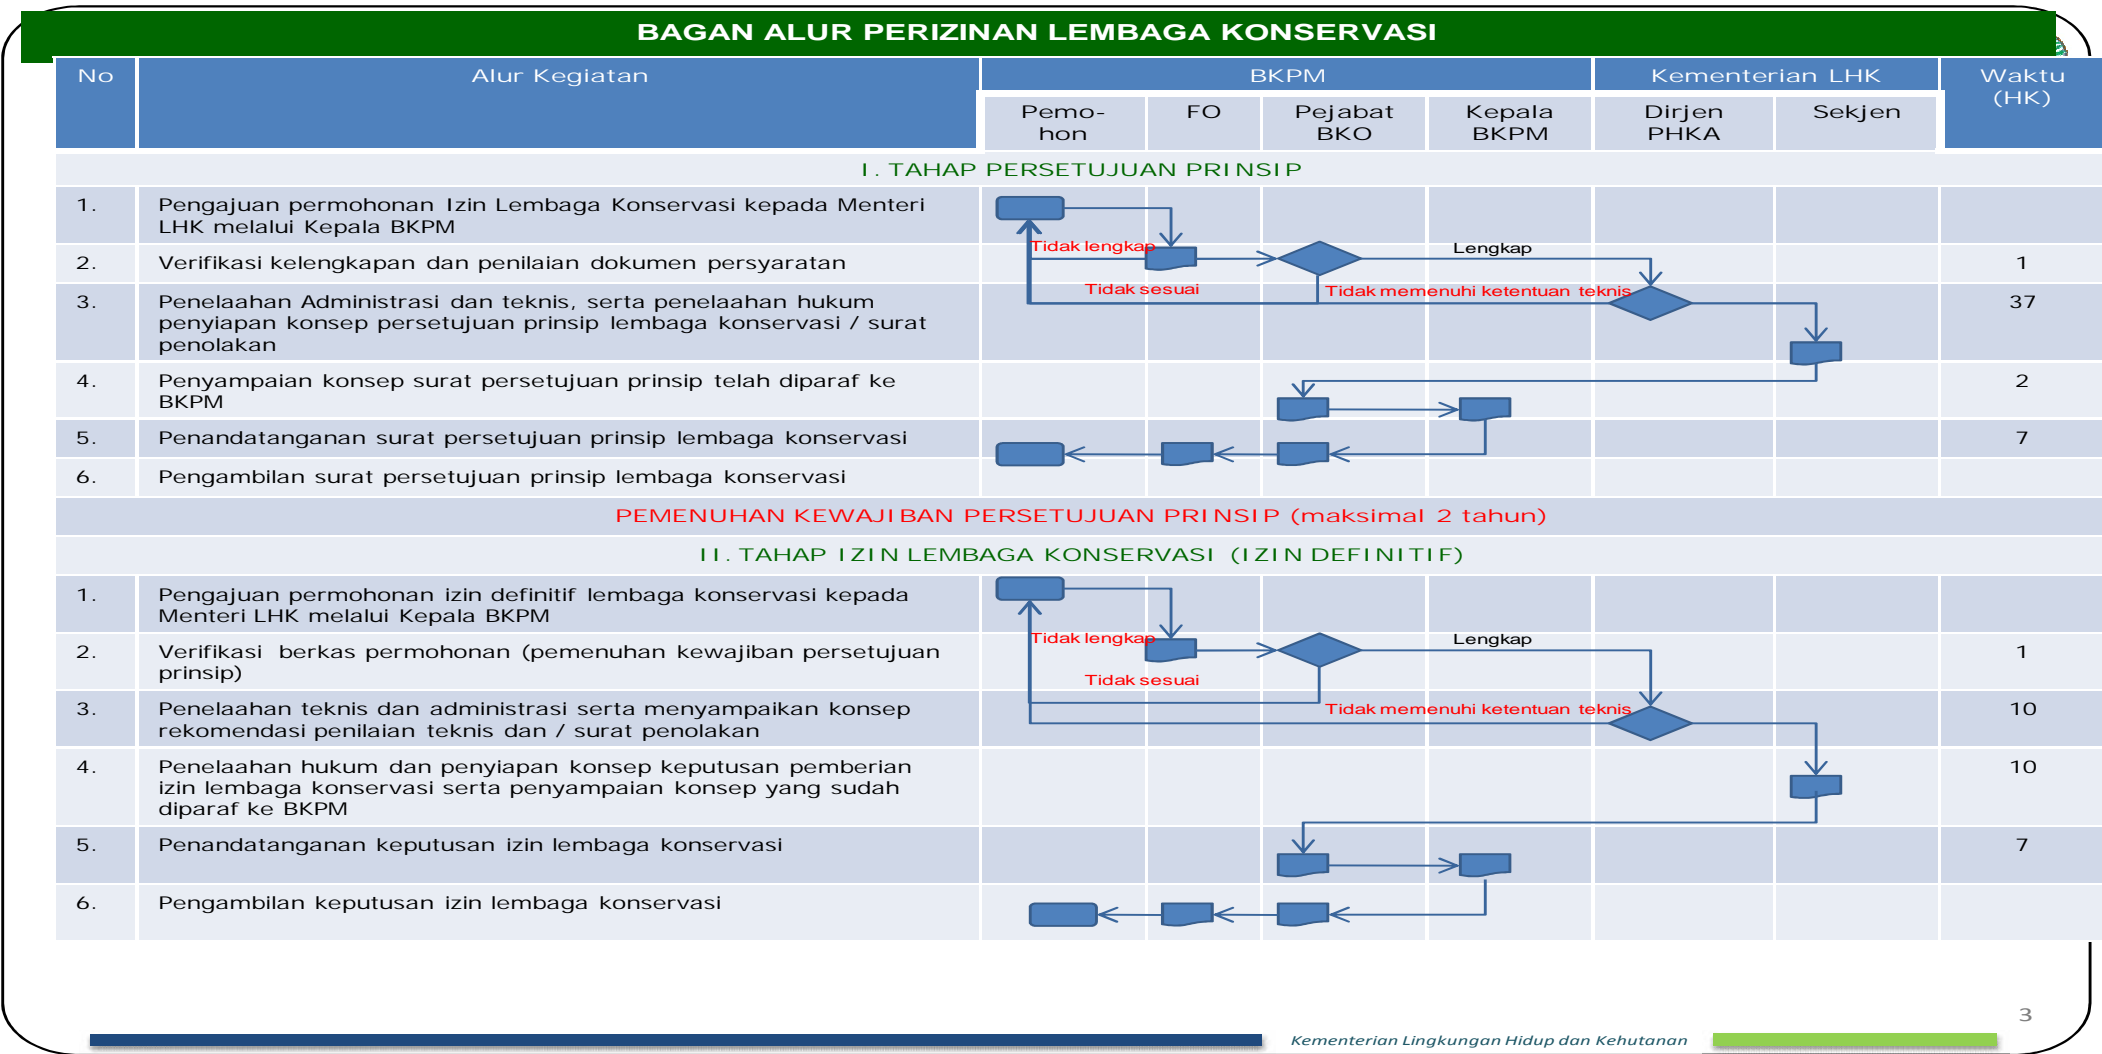 BAGAN ALUR PERIZINAN LEMBAGA KONSERVASI
No
Alur Kegiatan
BKPM
Kementerian LHK
Waktu
(HK)
Pemo-
hon
FO
Pejabat
BKO
Kepala
BKPM
Dirjen
PHKA
Sekjen
I. TAHAP PERSETUJUAN PRINSIP
1.
Pengajuan permohonan Izin Lembaga Konservasi kepada Menteri
LHK melalui Kepala BKPM
Tidak lengkap
Lengkap
2.
Verifikasi kelengkapan dan penilaian dokumen persyaratan
1
Tidak sesuai
Tidak memenuhi ketentuan teknis
3.
Penelaahan Administrasi dan teknis, serta penelaahan hukum
penyiapan konsep persetujuan prinsip lembaga konservasi / surat
penolakan
37
4.
Penyampaian konsep surat persetujuan prinsip telah diparaf ke
BKPM
2
5.
Penandatanganan surat persetujuan prinsip lembaga konservasi
7
6.
Pengambilan surat persetujuan prinsip lembaga konservasi
PEMENUHAN KEWAJIBAN PERSETUJUAN PRINSIP (maksimal 2 tahun)
II. TAHAP IZIN LEMBAGA KONSERVASI (IZIN DEFINITIF)
1.
Pengajuan permohonan izin definitif lembaga konservasi kepada
Menteri LHK melalui Kepala BKPM
Tidak lengkap
Lengkap
2.
Verifikasi berkas permohonan (pemenuhan kewajiban persetujuan
prinsip)
1
Tidak sesuai
Tidak memenuhi ketentuan teknis
3.
Penelaahan teknis dan administrasi serta menyampaikan konsep
rekomendasi penilaian teknis dan / surat penolakan
10
4.
Penelaahan hukum dan penyiapan konsep keputusan pemberian
izin lembaga konservasi serta penyampaian konsep yang sudah
diparaf ke BKPM
10
5.
Penandatanganan keputusan izin lembaga konservasi
7
6.
Pengambilan keputusan izin lembaga konservasi
3
Kementerian Lingkungan Hidup dan Kehutanan